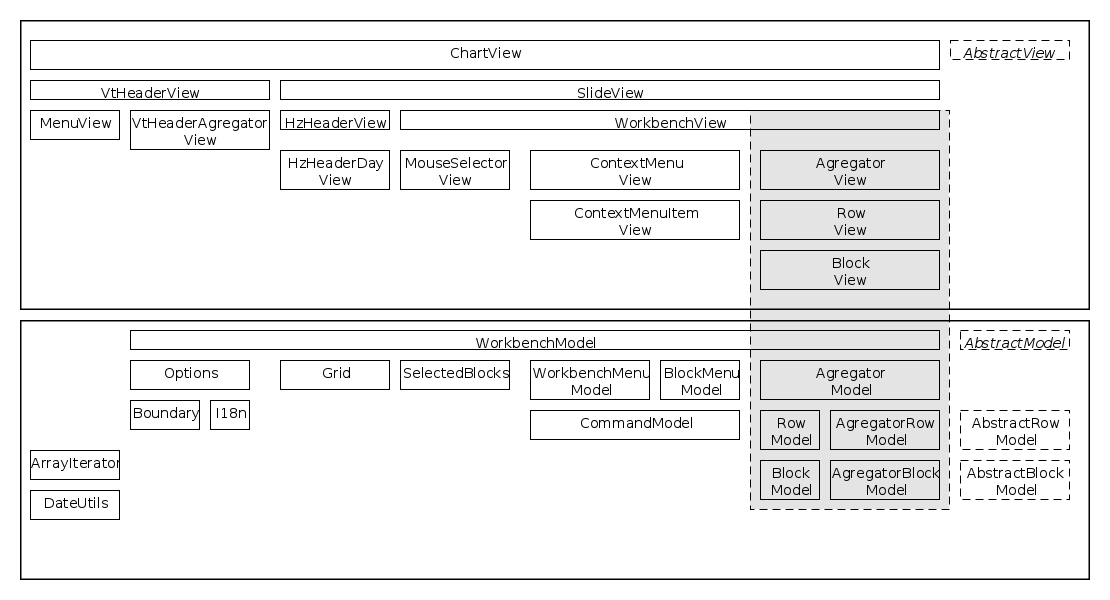 ChartView
AbstractView
VtHeaderView
SlideView
MenuView
VtHeaderAgregator
View
HzHeaderView
WorkbenchView
HzHeaderDay
View
MouseSelector
View
ContextMenu
View
Agregator
View
ContextMenuItem
View
Row
View
Block
View
WorkbenchModel
AbstractModel
Options
Grid
SelectedBlocks
WorkbenchMenu
Model
BlockMenu
Model
Agregator
Model
Boundary
I18n
CommandModel
Row
Model
AgregatorRow
Model
AbstractRow
Model
ArrayIterator
Block
Model
AgregatorBlock
Model
AbstractBlock
Model
DateUtils